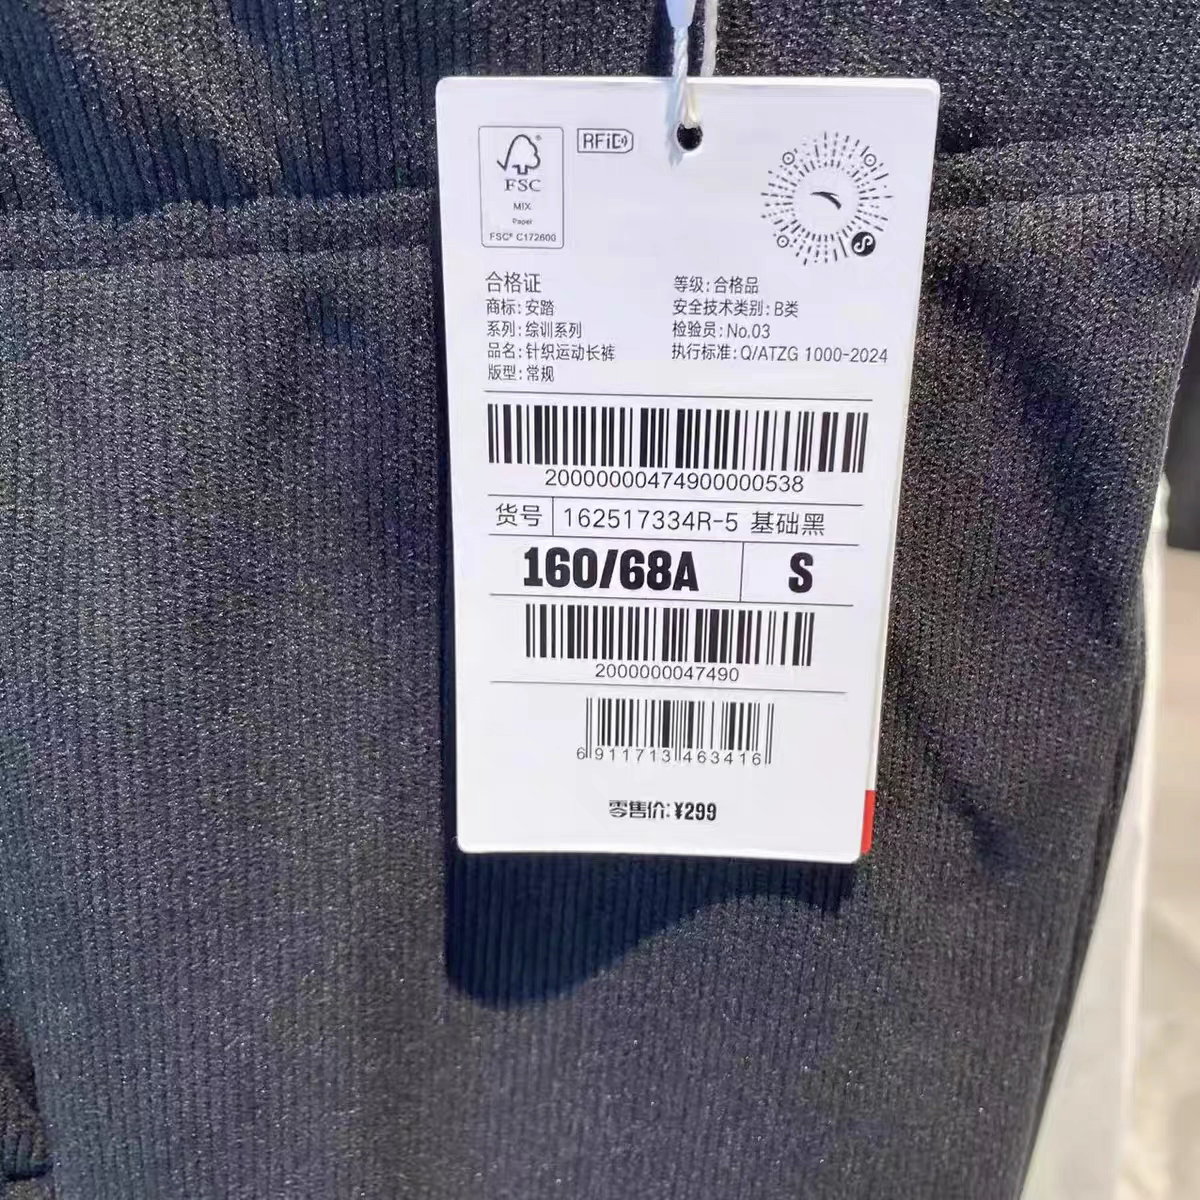 RFiD
FSC
MIX
Paper
FSC® C172600
合格证
商标:安踏
系列:综训系列
品名:针织运动长裤
版型:常规
等级:合格品
安全技术类别:B类
检验员:No.03
执行标准:Q/ATZG 1000-2024
20000000474900000538
货号 162517334R-5 基础黑
160/68A S
2000000047490
6 911713 463416
零售价:¥299